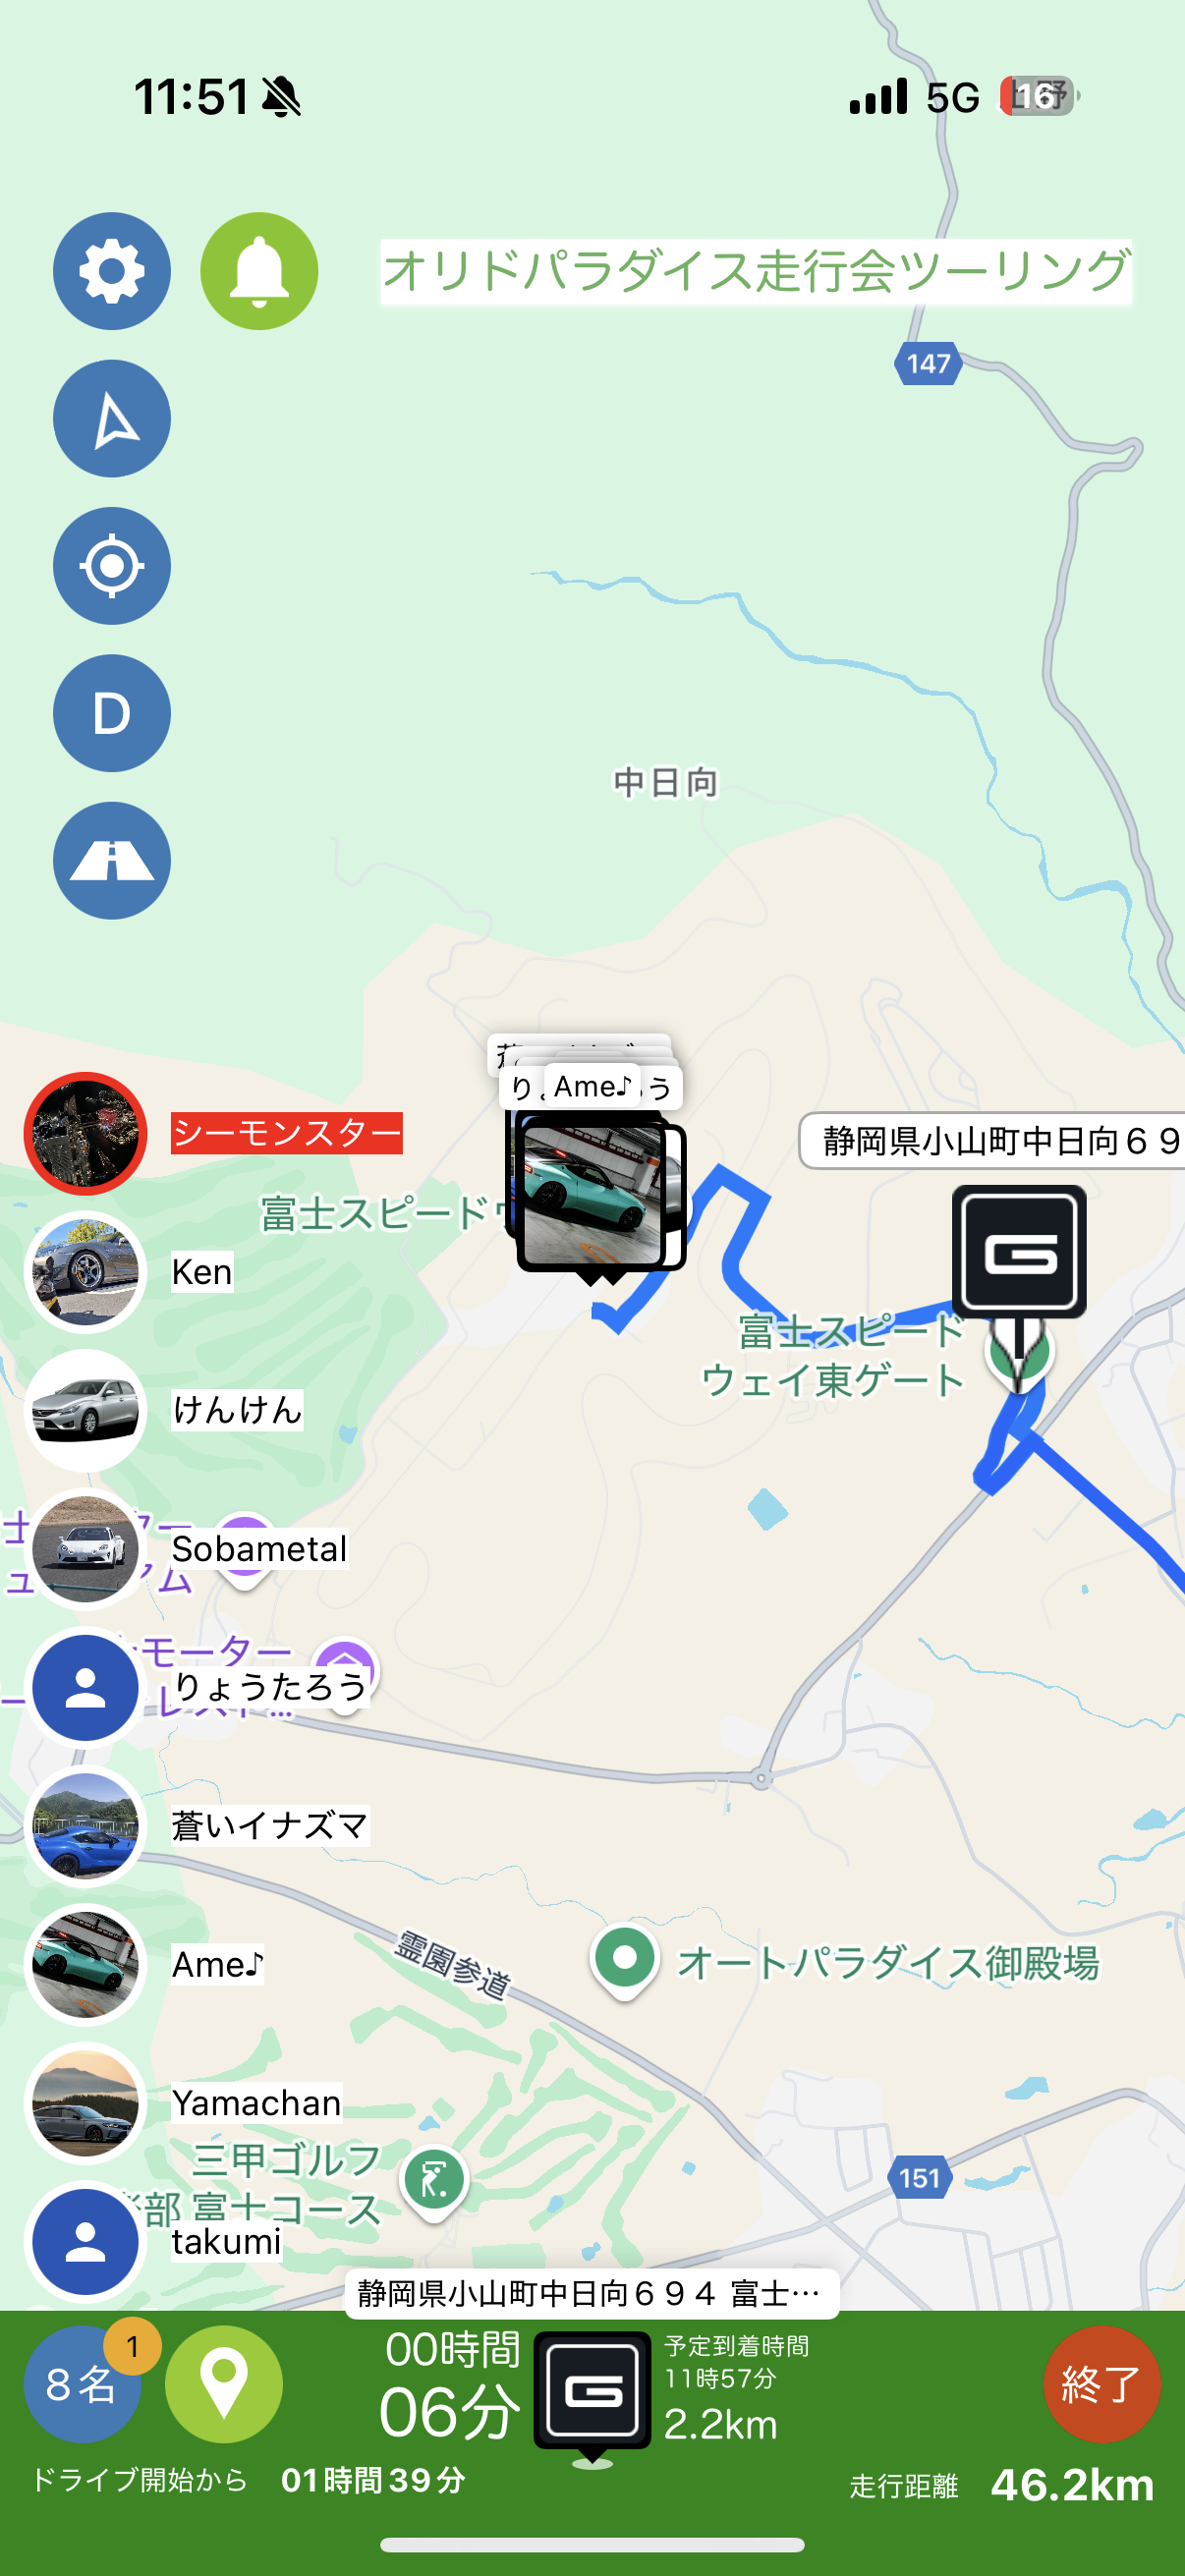 11:51
5G
16
オリドパラダイス走行会ツーリング
147
中日向
Ame♪
静岡県小山町中日向６９
シーモンスター
富士スピード
Ken
富士スピード
ウェイ東ゲート
けんけん
Sobametal
モーター
りょうたろう
蒼いイナズマ
霊園参道
オートパラダイス御殿場
Ame♪
Yamachan
三甲ゴルフ
部 富士コース
151
takumi
静岡県小山町中日向６９４ 富士…
8名
1
00時間
06分
予定到着時間
11時57分
2.2km
終了
ドライブ開始から 01時間39分
走行距離 46.2km
D